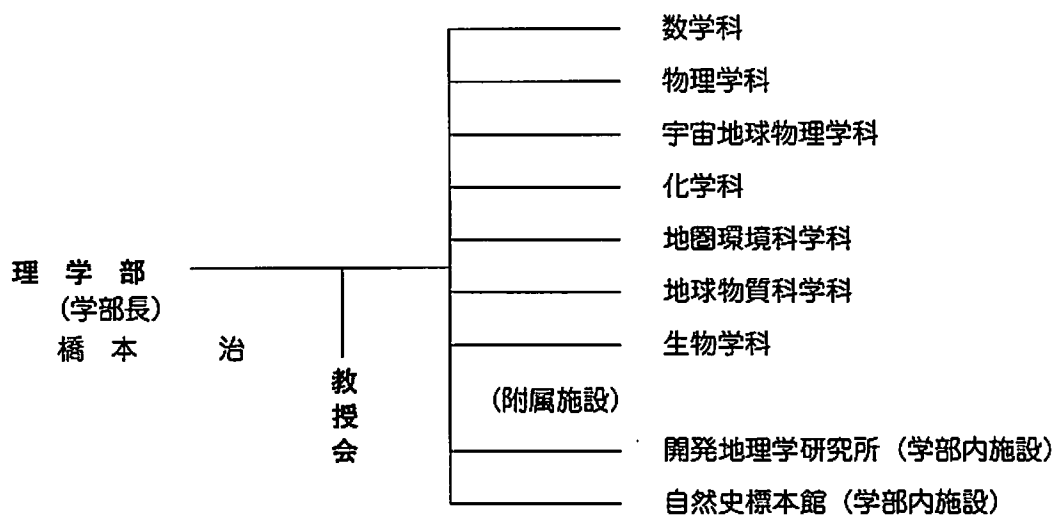 数学科
物理学科
宇宙地球物理学科
化学科
地圏環境科学科
理学部
(学部長)
橋本 治
地球物質科学科
生物学科
教授会
(附属施設)
開発地理学研究所（学部内施設）
自然史標本館（学部内施設）